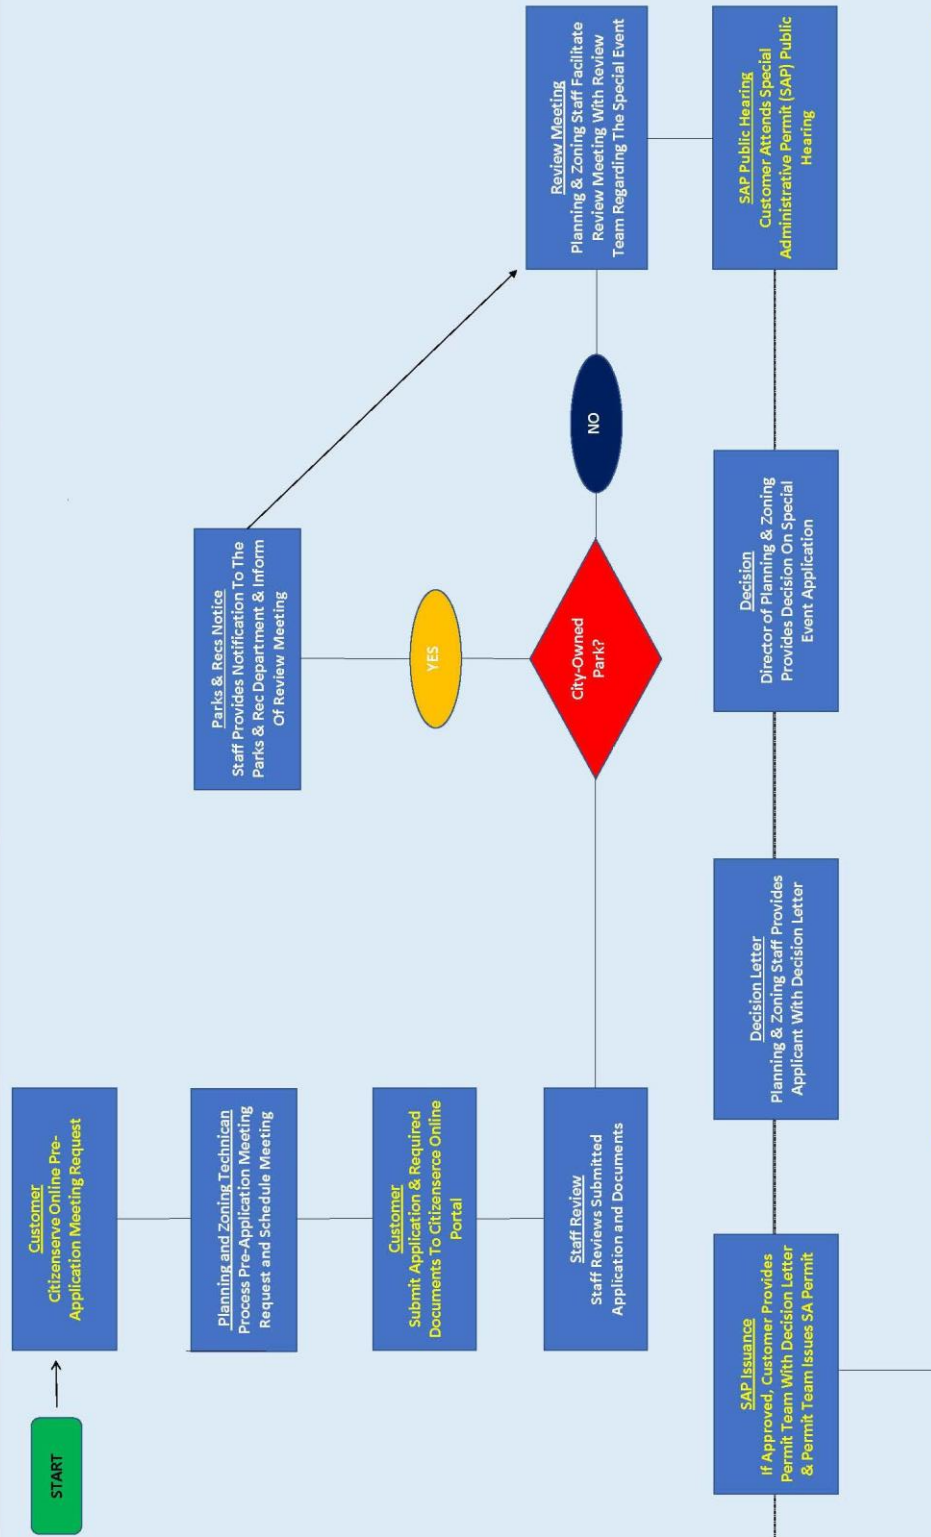 START
Customer
Citizenserve Online Pre-
Application Meeting Request
Planning and Zoning Technican
Process Pre-Application Meeting
Request and Schedule Meeting
Customer
Submit Application & Required
Documents To Citizenserce Online
Portal
Staff Review
Staff Reviews Submitted
Application and Documents
City-Owned
Park?
YES
Parks & Recs Notice
Staff Provides Notification To The
Parks & Rec Department & Inform
Of Review Meeting
NO
Review Meeting
Planning & Zoning Staff Facilitate
Review Meeting With Review
Team Regarding The Special Event
SAP Public Hearing
Customer Attends Special
Administrative Permit (SAP) Public
Hearing
Decision
Director of Planning & Zoning
Provides Decision On Special
Event Application
Decision Letter
Planning & Zoning Staff Provides
Applicant With Decision Letter
SAP Issuance
If Approved, Customer Provides
Permit Team With Decision Letter
& Permit Team Issues SA Permit